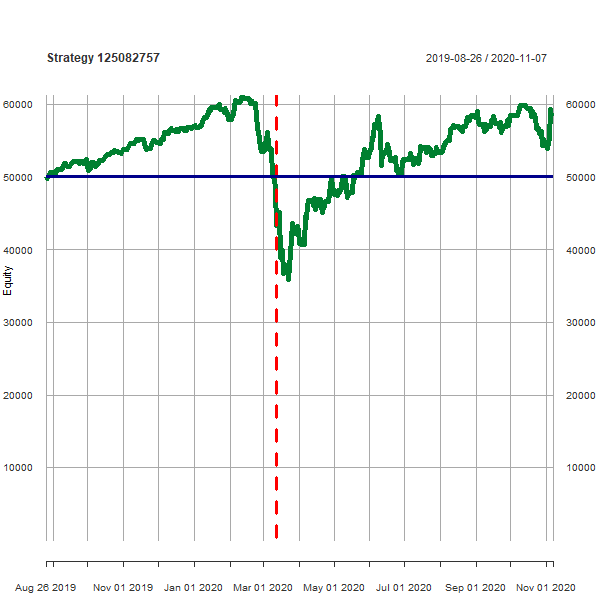 Strategy 125082757
2019-08-26 / 2020-11-07
60000
60000
50000
50000
40000
40000
Equity
30000
30000
20000
20000
10000
10000
Aug 26 2019
Nov 01 2019
Jan 01 2020
Mar 01 2020
May 01 2020
Jul 01 2020
Sep 01 2020
Nov 01 2020